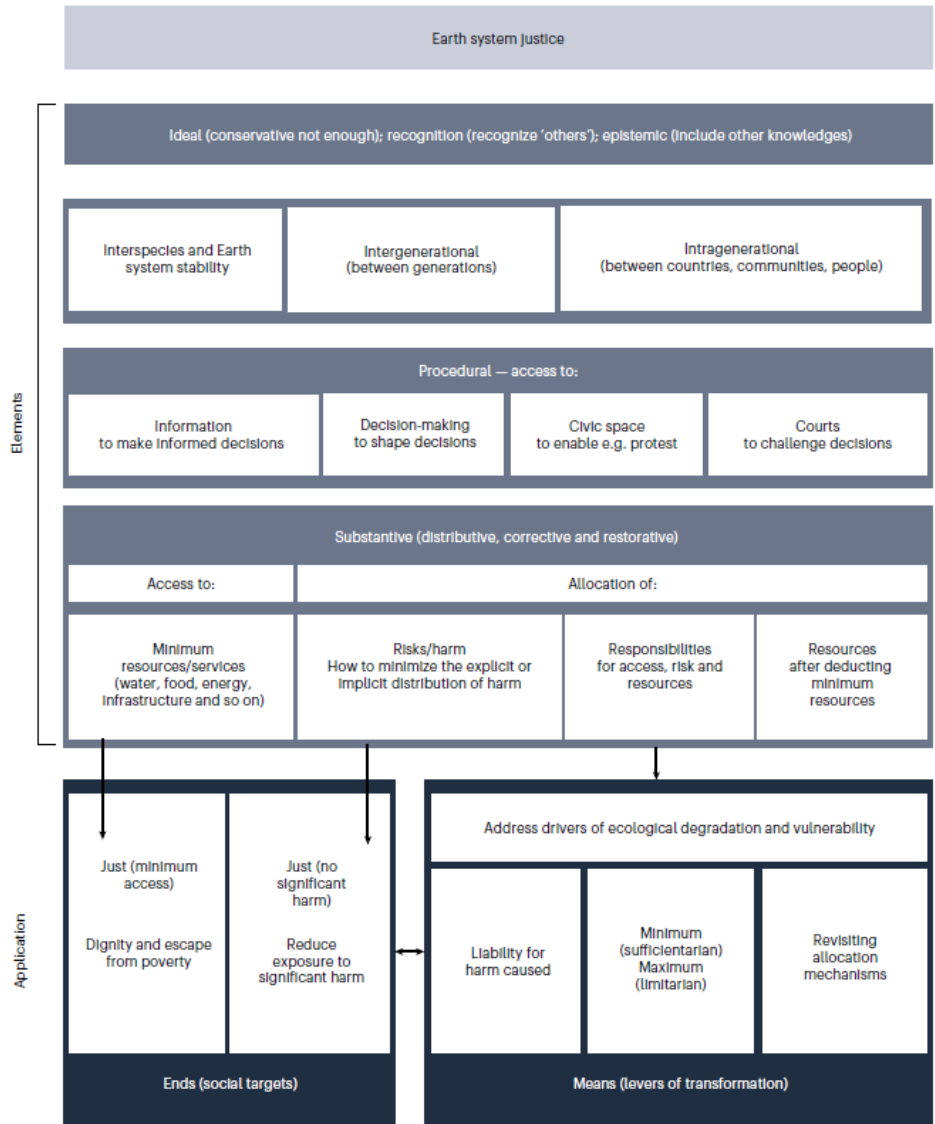 Earth system justice
Elements
Ideal (conservative not enough); recognition (recognize ‘others’); epistemic (include other knowledges)
Interspecies and Earth
system stability
Intergenerational
(between generations)
Intragenerational
(between countries, communities, people)
Procedural — access to:
Information
to make informed decisions
Decision-making
to shape decisions
Civic space
to enable e.g. protest
Courts
to challenge decisions
Substantive (distributive, corrective and restorative)
Access to:
Allocation of:
Minimum
resources/services
(water, food, energy,
infrastructure and so on)
Risks/harm
How to minimize the explicit or
implicit distribution of harm
Responsibilities
for access, risk and
resources
Resources
after deducting
minimum
resources
Application
Just (minimum
access)
Dignity and escape
from poverty
Just (no
significant
harm)
Reduce
exposure to
significant harm
Ends (social targets)
Address drivers of ecological degradation and vulnerability
Liability for
harm caused
Minimum
(sufficientarian)
Maximum
(limitarian)
Revisiting
allocation
mechanisms
Means (levers of transformation)